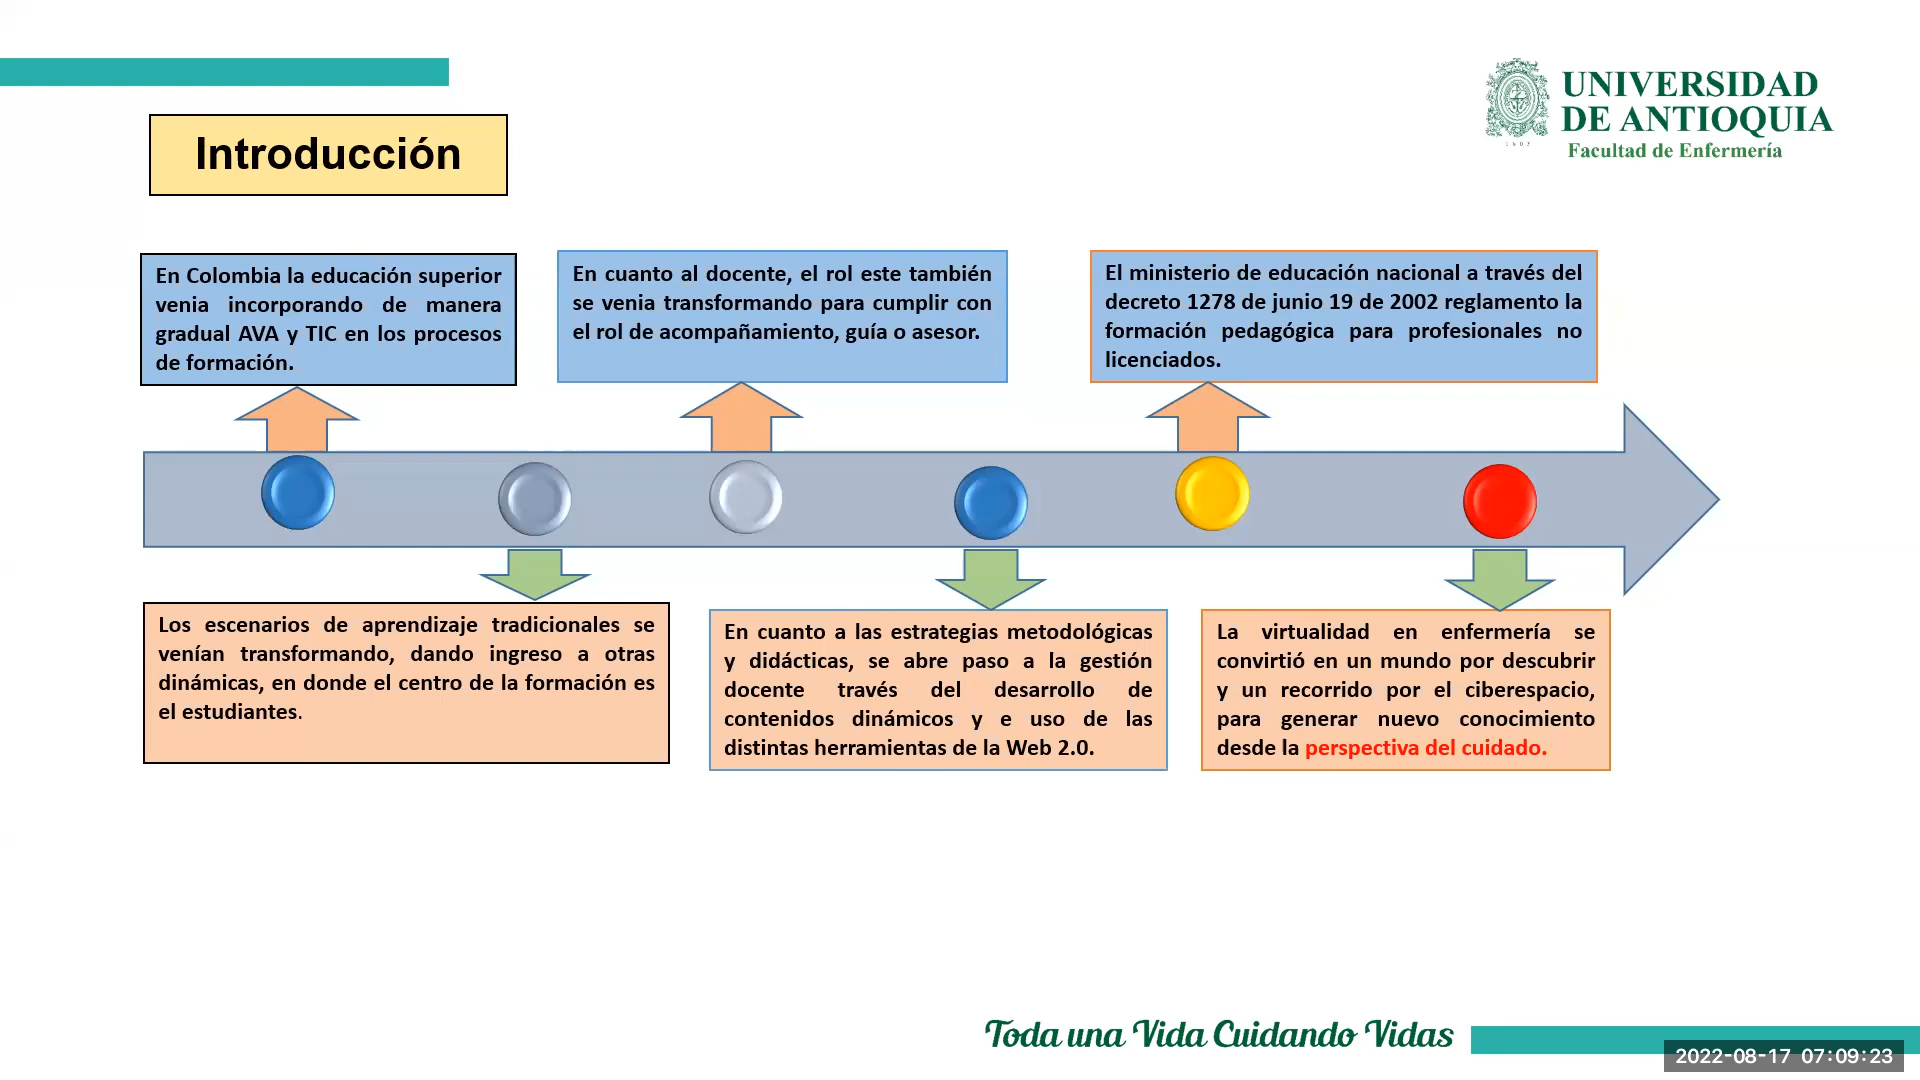 UNIVERSIDAD
DE ANTIOQUIA
Facultad de Enfermería
1803
Introducción
En Colombia la educación superior
venia incorporando de manera
gradual AVA y TIC en los procesos
de formación.
En cuanto al docente, el rol este también
se venia transformando para cumplir con
el rol de acompañamiento, guía o asesor.
El ministerio de educación nacional a través del
decreto 1278 de junio 19 de 2002 reglamento la
formación pedagógica para profesionales no
licenciados.
Los escenarios de aprendizaje tradicionales se
venían transformando, dando ingreso a otras
dinámicas, en donde el centro de la formación es
el estudiantes.
En cuanto a las estrategias metodológicas
y didácticas, se abre paso a la gestión
docente través del desarrollo de
contenidos dinámicos y e uso de las
distintas herramientas de la Web 2.0.
La virtualidad en enfermería se
convirtió en un mundo por descubrir
y un recorrido por el ciberespacio,
para generar nuevo conocimiento
desde la perspectiva del cuidado.
Toda una Vida Cuidando Vidas
2022-08-17 07:09:23